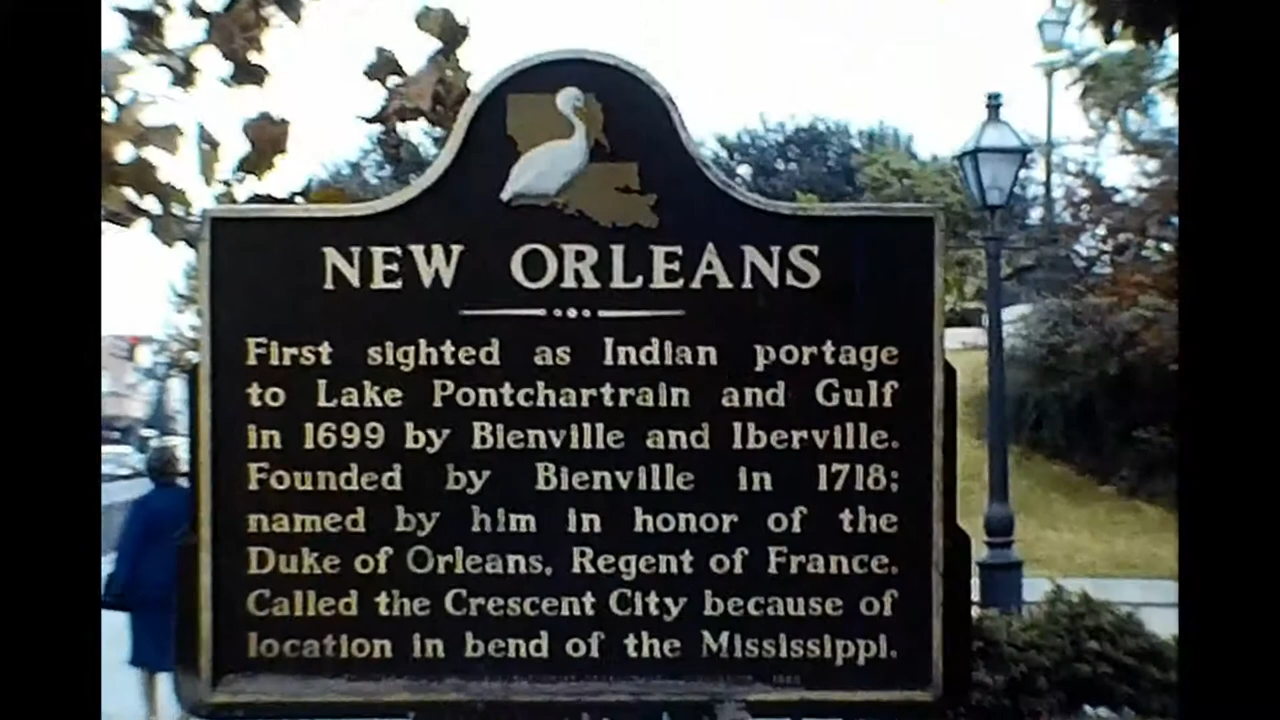 NEW ORLEANS
First sighted as Indian portage
to Lake Pontchartrain and Gulf
in 1699 by Bienville and Iberville.
Founded by Bienville in 1718;
named by him in honor of the
Duke of Orleans, Regent of France.
Called the Crescent City because of
location in bend of the Mississippi.